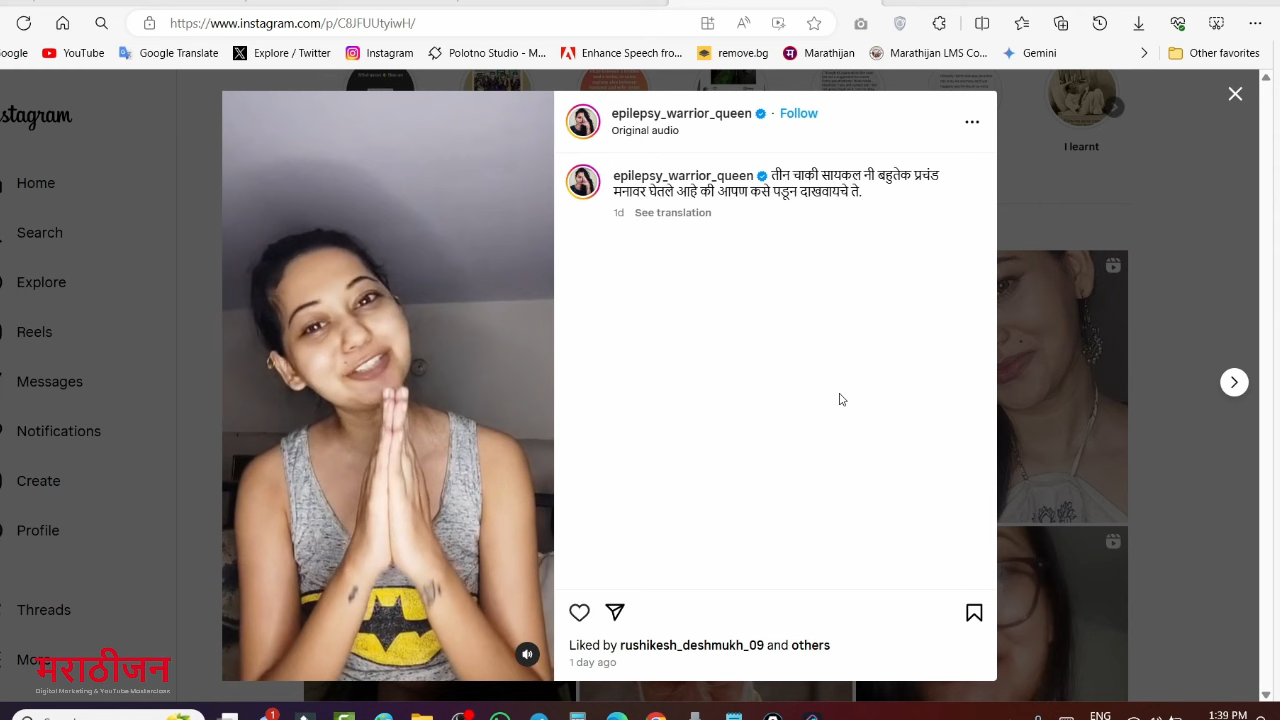 https://www.instagram.com/p/C8JFUUtyiwH/
oogle YouTube Google Translate Explore / Twitter Instagram Polotno Studio - M... Enhance Speech from... remove.bg Marathijan Marathijan LMS Co... Gemini Other favorites
stagram
I learnt
Home
Search
Explore
Reels
Messages
Notifications
Create
Profile
Threads
More
epilepsy_warrior_queen · Follow
Original audio
epilepsy_warrior_queen तीन चाकी सायकल नी बहुतेक प्रचंड
मनावर घेतले आहे की आपण कसे पडून दाखवायचे ते.
1d See translation
Liked by rushikesh_deshmukh_09 and others
1 day ago
मराठीजन
Digital Marketing & YouTube Masterclass
1
ENG
1:39 PM